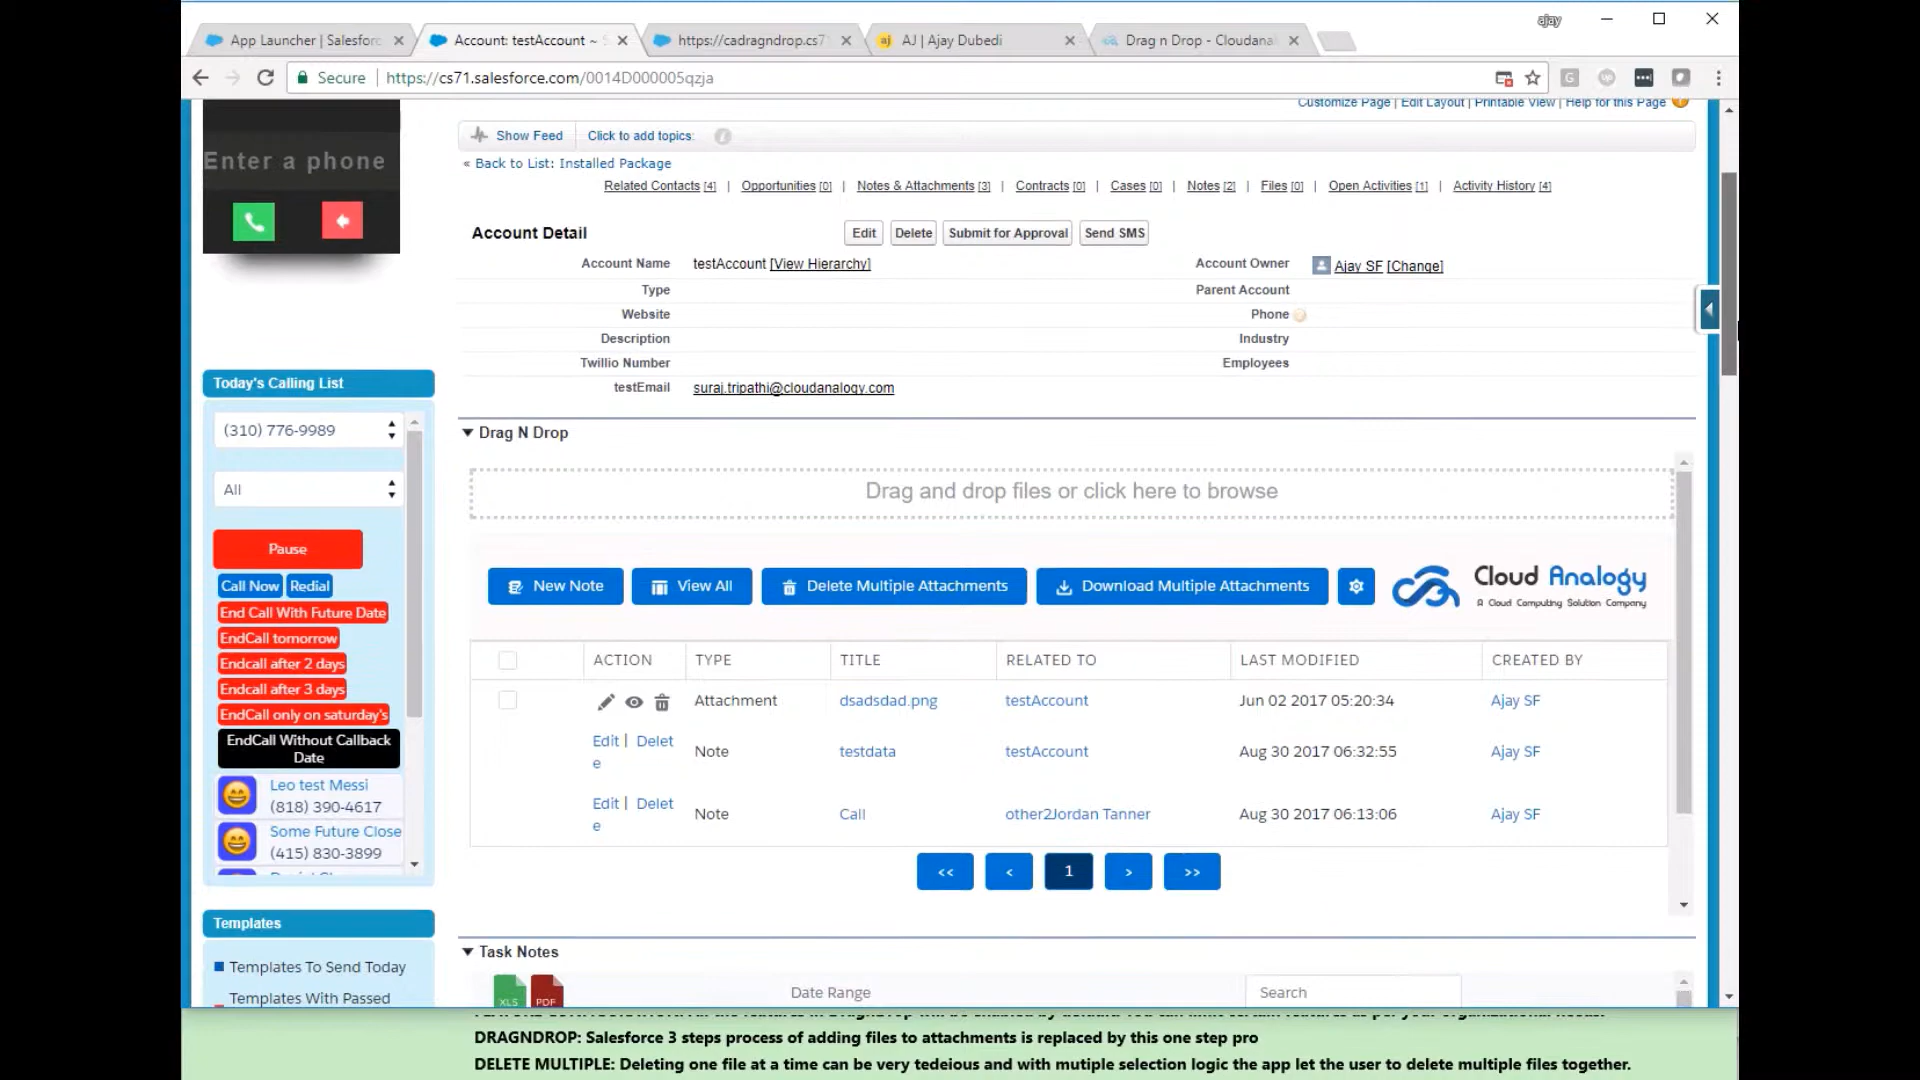 ajay
App Launcher | Salesforc
Account: testAccount ~ S
https://cadragndrop.cs7
AJ | Ajay Dubedi
Drag n Drop - Cloudanal
Secure | https://cs71.salesforce.com/0014D000005qzja
Customize Page | Edit Layout | Printable View | Help for this Page
Enter a phone
Show Feed
Click to add topics:
« Back to List: Installed Package
Related Contacts [4] | Opportunities [0] | Notes & Attachments [3] | Contracts [0] | Cases [0] | Notes [2] | Files [0] | Open Activities [1] | Activity History [4]
Account Detail
Edit Delete Submit for Approval Send SMS
Account Name testAccount [View Hierarchy]
Account Owner Ajay SF [Change]
Type
Parent Account
Website
Phone
Description
Industry
Twillio Number
Employees
testEmail suraj.tripathi@cloudanalogy.com
Today's Calling List
(310) 776-9989
All
Pause
Call Now Redial
End Call With Future Date
EndCall tomorrow
Endcall after 2 days
Endcall after 3 days
EndCall only on saturday's
EndCall Without Callback
Date
Leo test Messi
(818) 390-4617
Some Future Close
(415) 830-3899
Templates
Templates To Send Today
Templates With Passed
Drag N Drop
Drag and drop files or click here to browse
New Note View All Delete Multiple Attachments Download Multiple Attachments
Cloud Analogy
A Cloud Computing Solution Company
ACTION TYPE TITLE RELATED TO LAST MODIFIED CREATED BY
Attachment dsadsdad.png testAccount Jun 02 2017 05:20:34 Ajay SF
Edit | Delet
e
Note testdata testAccount Aug 30 2017 06:32:55 Ajay SF
Edit | Delet
e
Note Call other2Jordan Tanner Aug 30 2017 06:13:06 Ajay SF
<< < 1 > >>
Task Notes
XLS PDF
Date Range
Search
DRAGNDROP: Salesforce 3 steps process of adding files to attachments is replaced by this one step pro
DELETE MULTIPLE: Deleting one file at a time can be very tedeious and with mutiple selection logic the app let the user to delete multiple files together.